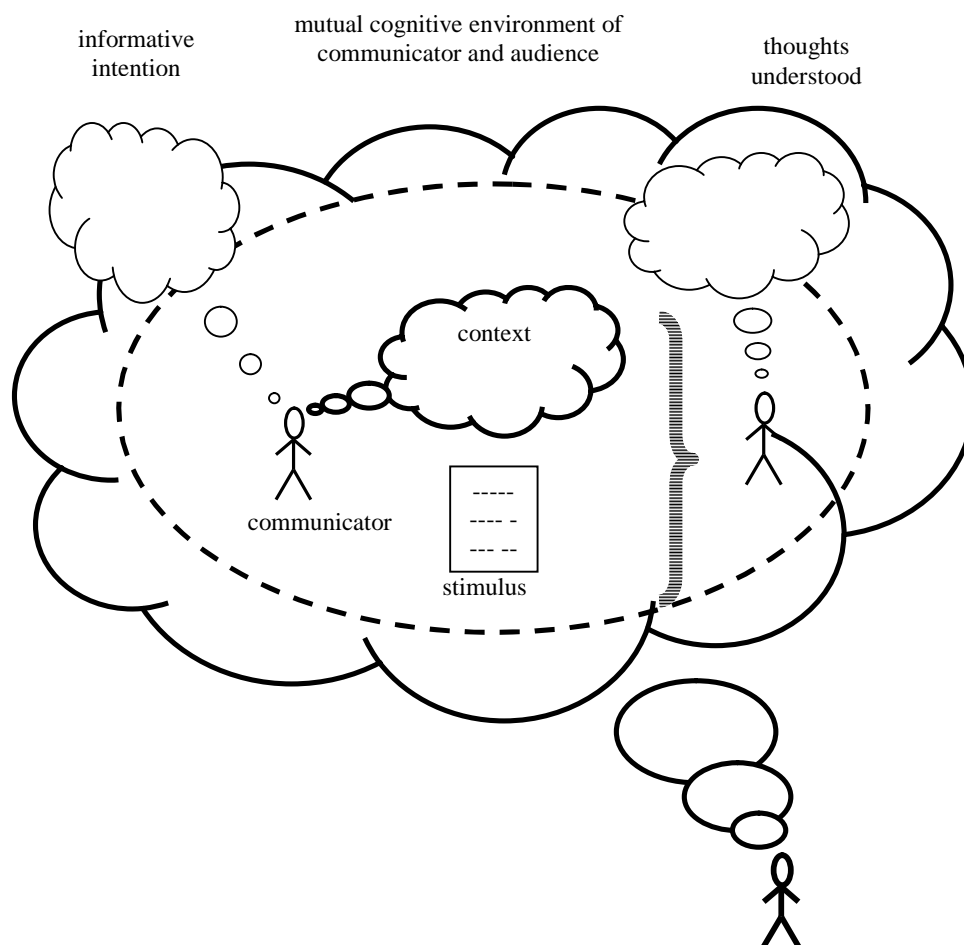 informative
intention
mutual cognitive environment of
communicator and audience
thoughts
understood
context
communicator
stimulus